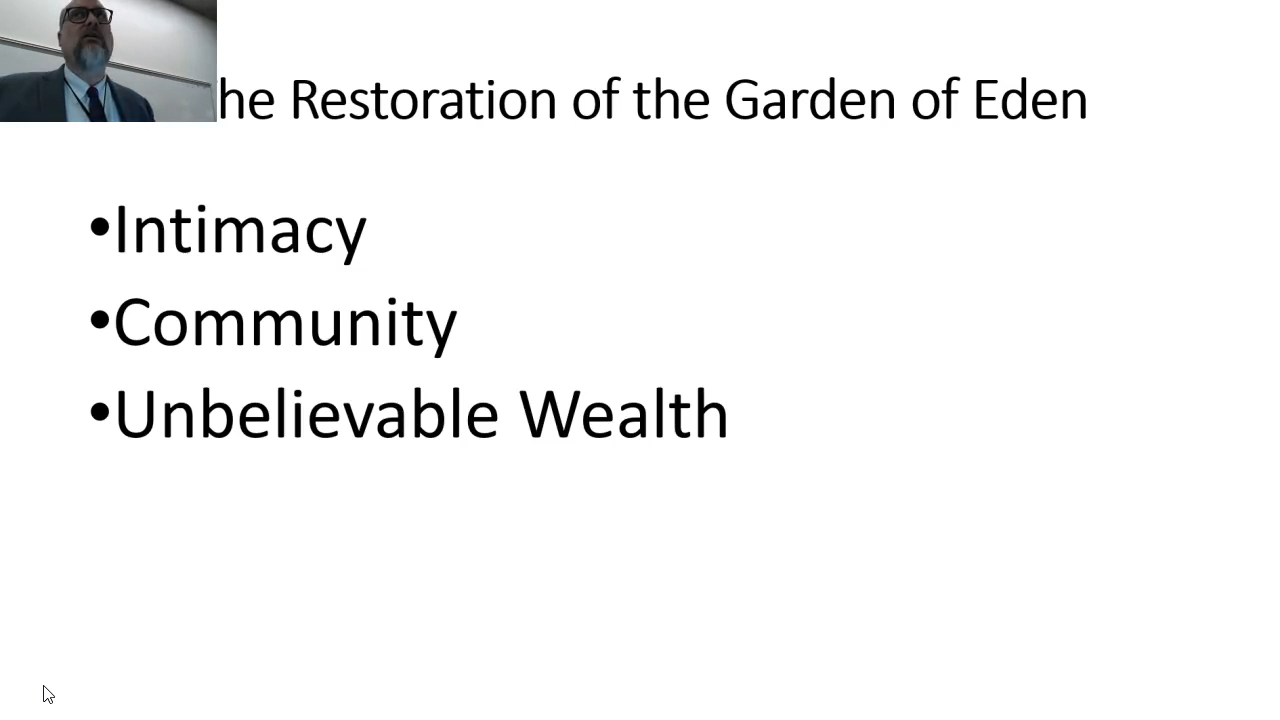 he Restoration of the Garden of Eden
•Intimacy
•Community
•Unbelievable Wealth